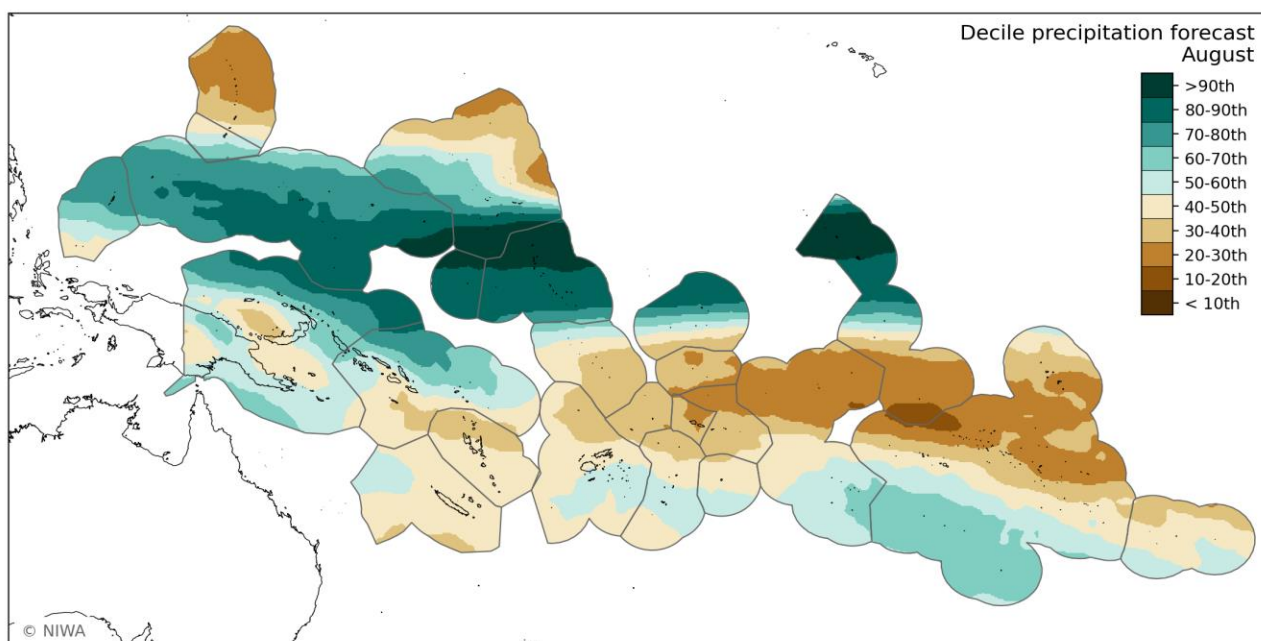 Decile precipitation forecast
August
>90th
80-90th
70-80th
60-70th
50-60th
40-50th
30-40th
20-30th
10-20th
< 10th
© NIWA